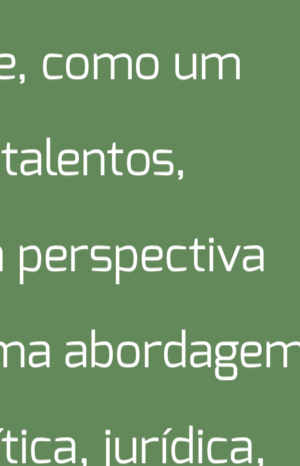 e, como um
talentos,
perspectiva
ma abordagem
tica, jurídica,